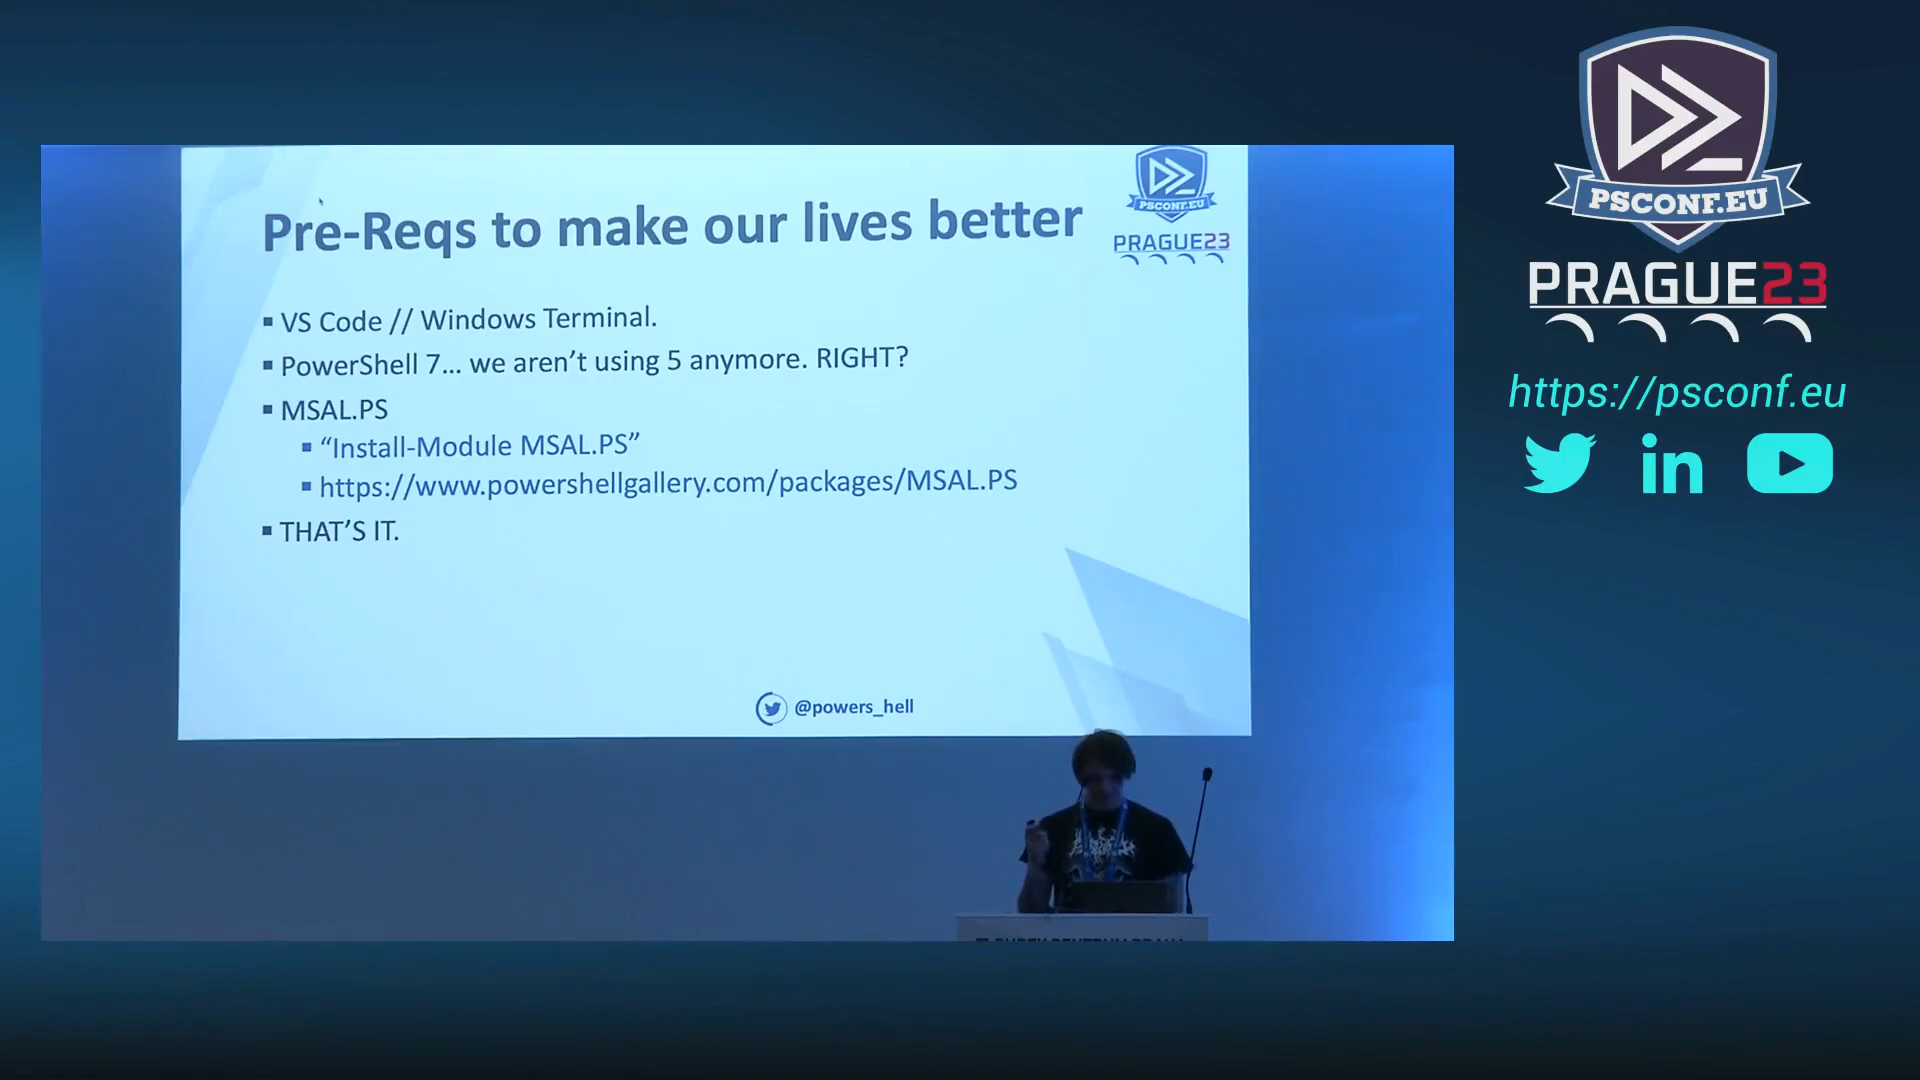 Pre-Reqs to make our lives better
PSCONF.EU
PRAGUE23
VS Code // Windows Terminal.
PowerShell 7... we aren’t using 5 anymore. RIGHT?
MSAL.PS
“Install-Module MSAL.PS”
https://www.powershellgallery.com/packages/MSAL.PS
THAT’S IT.
@powers_hell
PSCONF.EU
PRAGUE23
https://psconf.eu
in